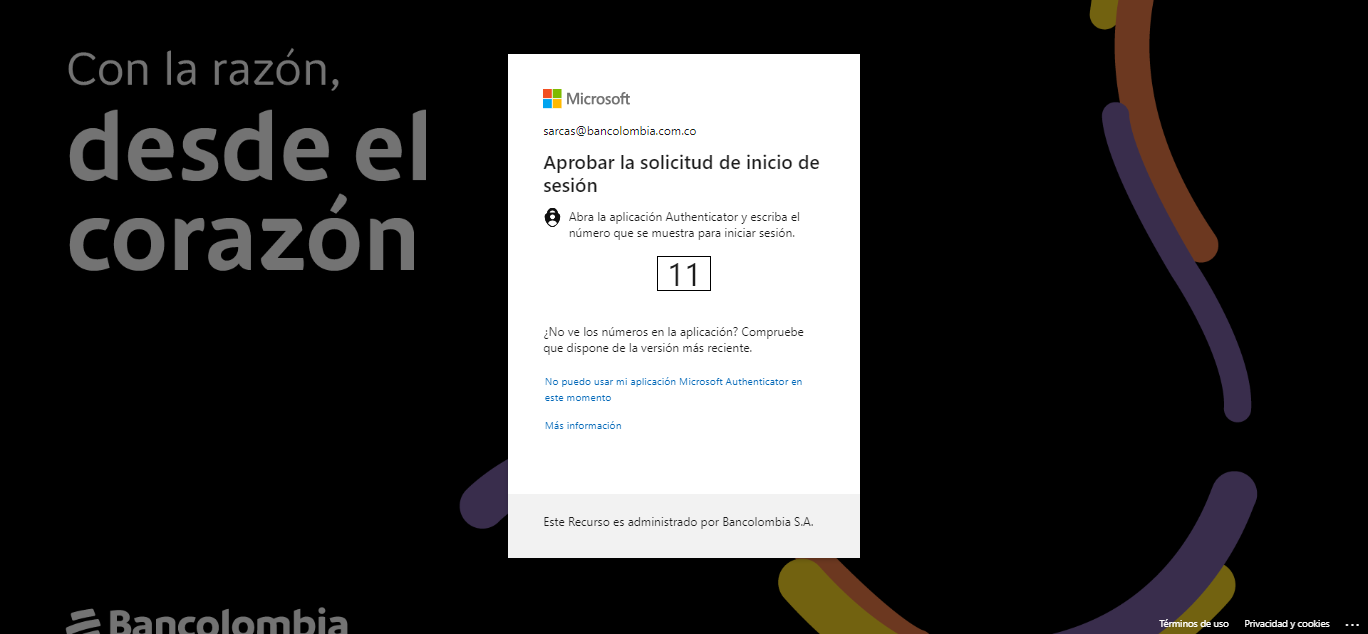 Con la razón,
desde el
corazón
Microsoft
sarcas@bancolombia.com.co
Aprobar la solicitud de inicio de
sesión
Abra la aplicación Authenticator y escriba el
número que se muestra para iniciar sesión.
11
¿No ve los números en la aplicación? Compruebe
que dispone de la versión más reciente.
No puedo usar mi aplicación Microsoft Authenticator en
este momento
Más información
Este Recurso es administrado por Bancolombia S.A.
Bancolombia
Términos de uso Privacidad y cookies ...